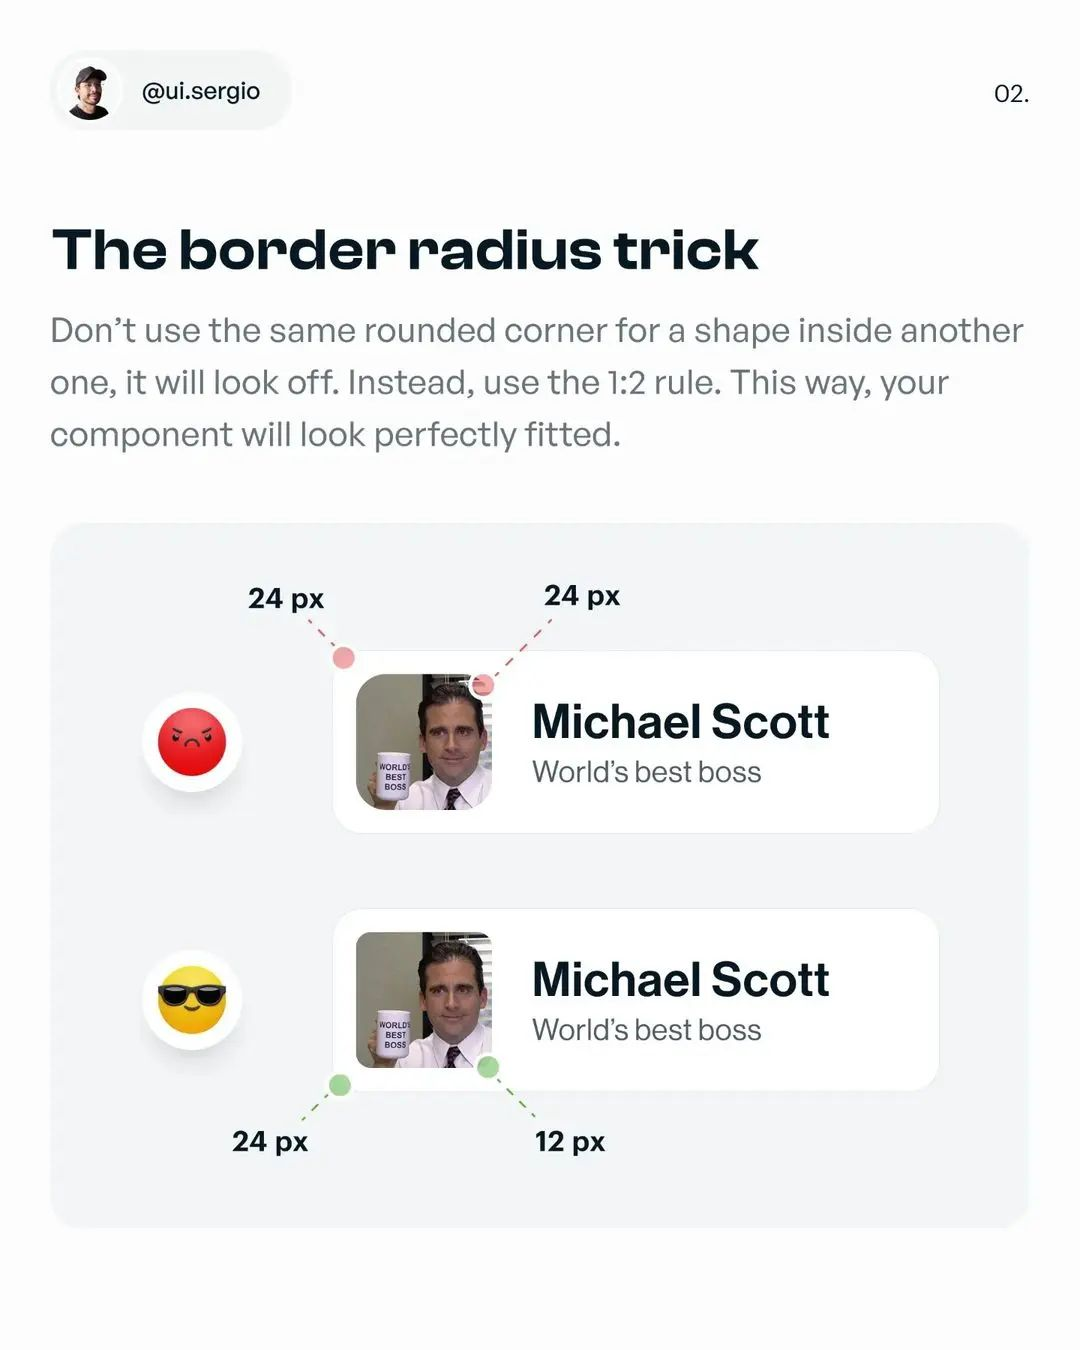 @ui.sergio
02.
The border radius trick
Don’t use the same rounded corner for a shape inside another
one, it will look off. Instead, use the 1:2 rule. This way, your
component will look perfectly fitted.
24 px
24 px
WORLD'S
BEST
BOSS
Michael Scott
World’s best boss
WORLD'S
BEST
BOSS
Michael Scott
World’s best boss
24 px
12 px